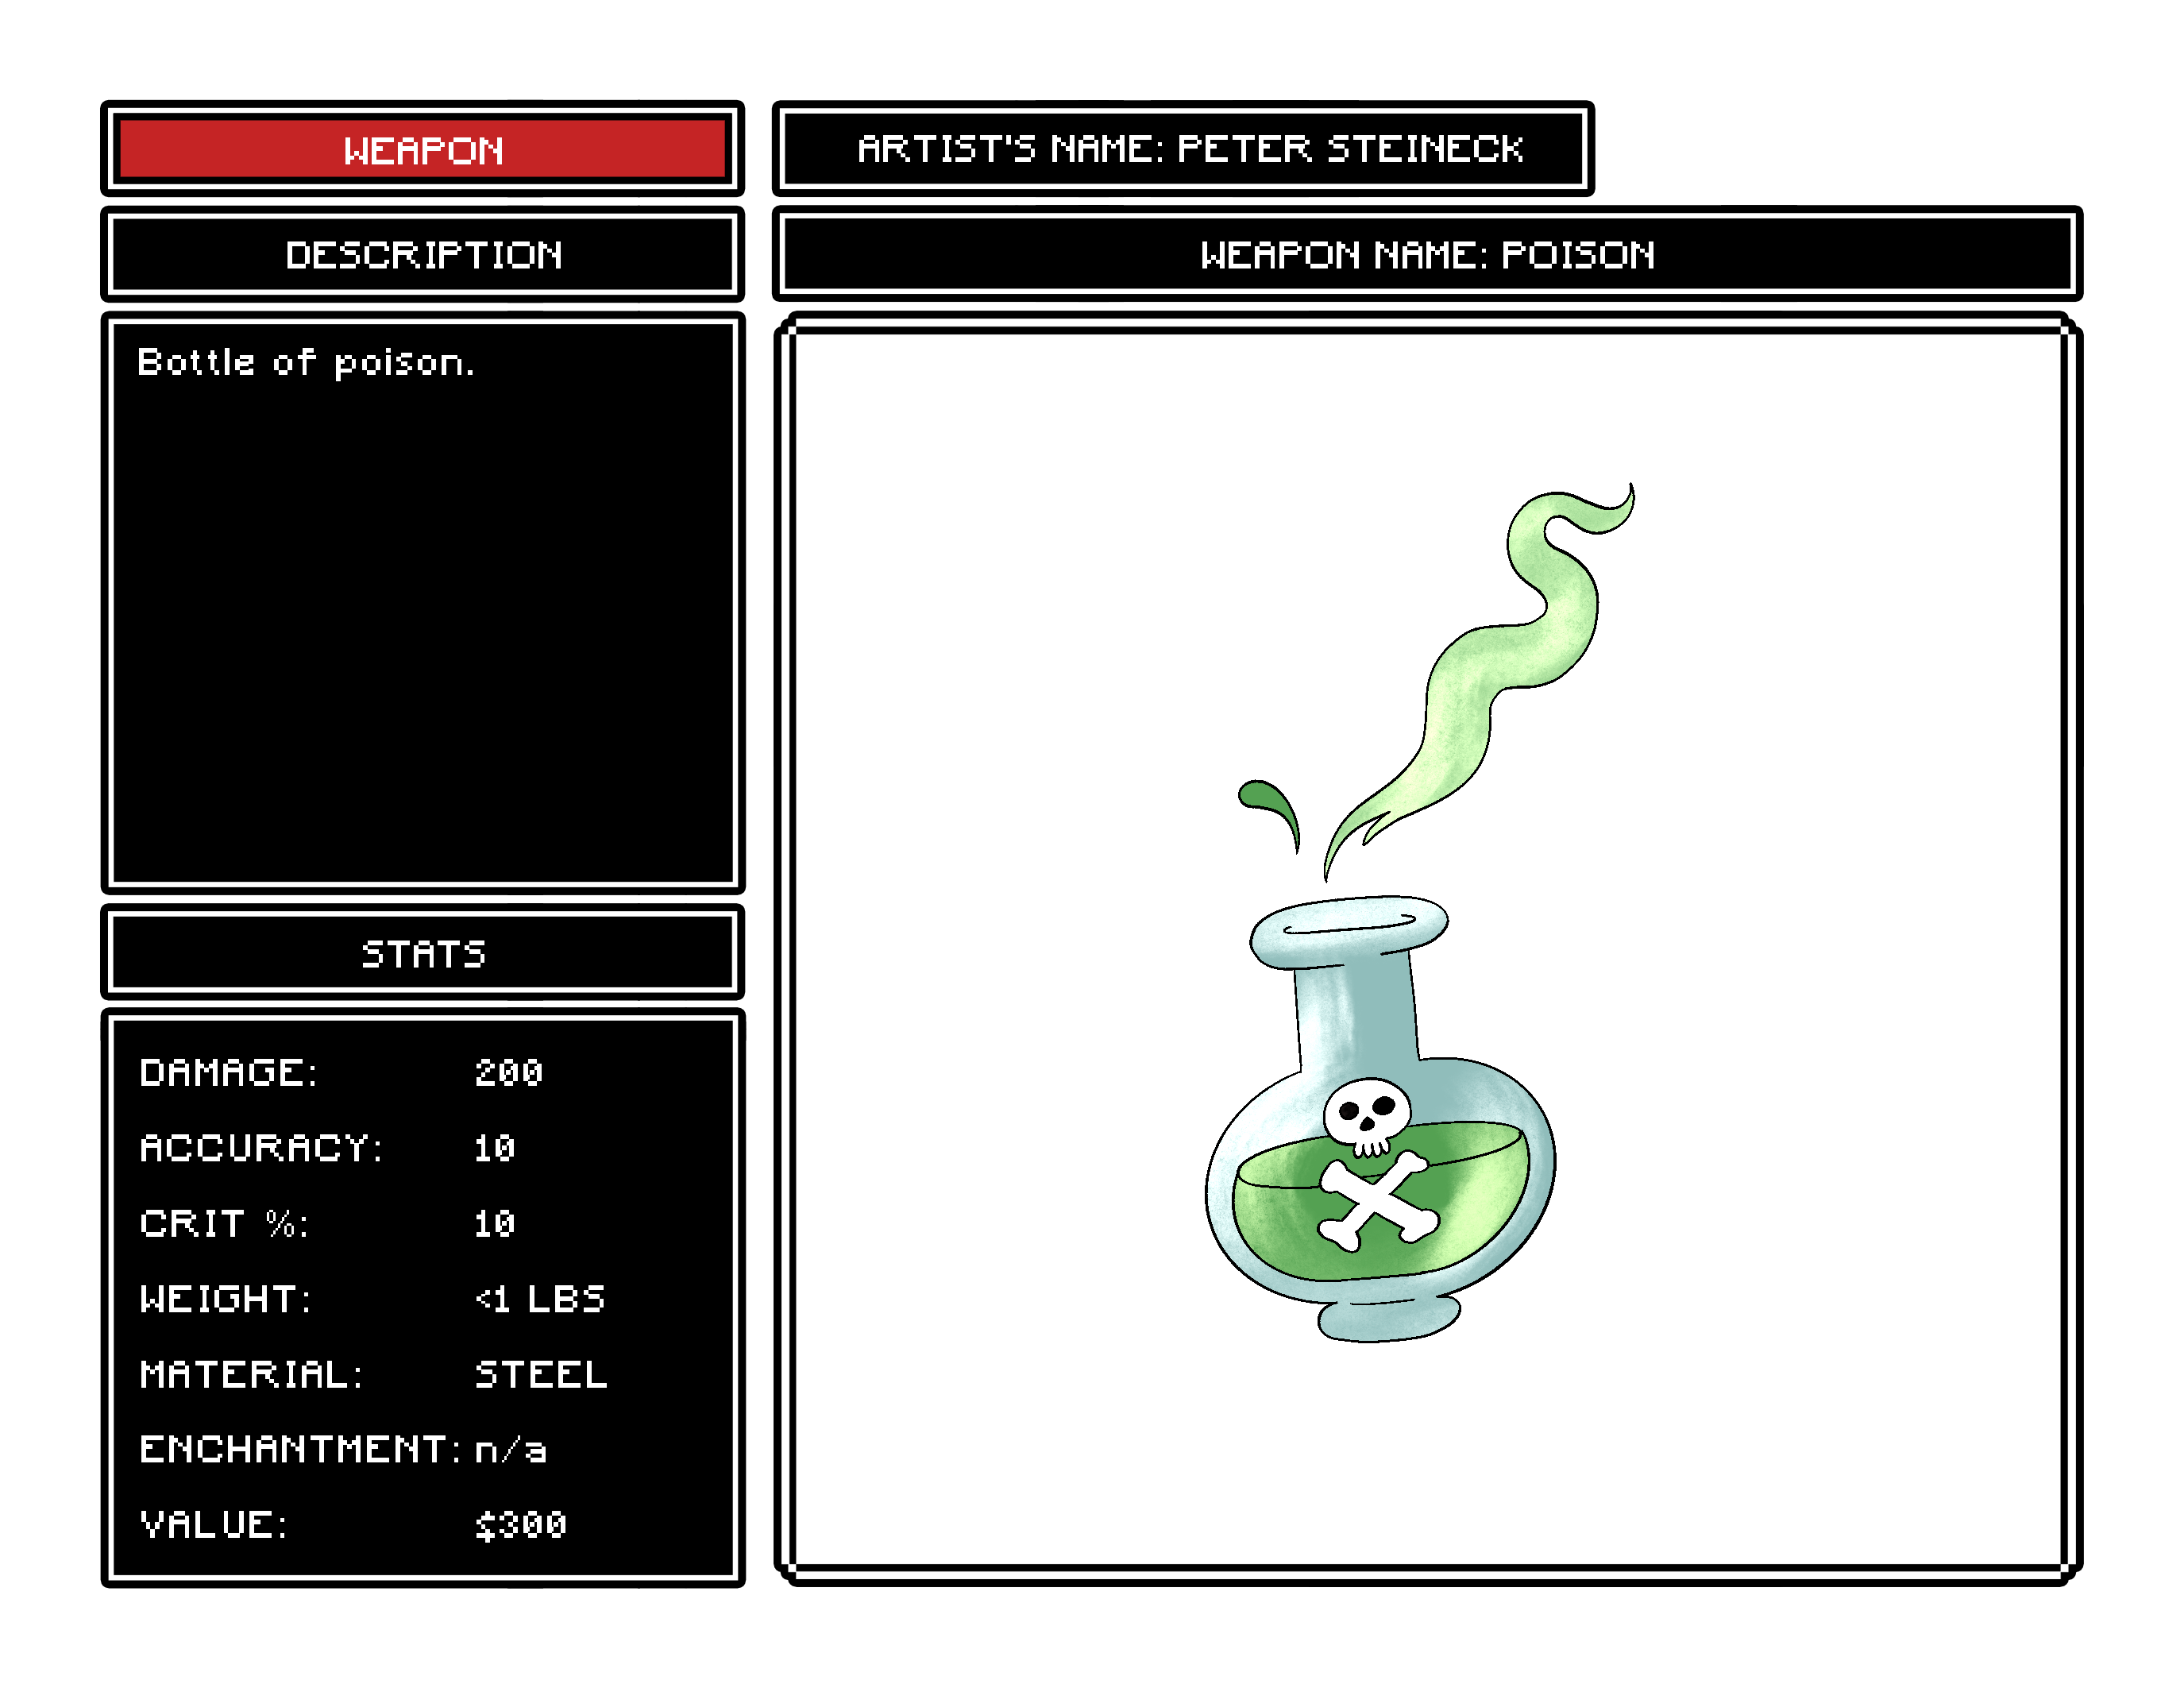 WEAPON
ARTIST'S NAME: PETER STEINECK
DESCRIPTION
WEAPON NAME: POISON
Bottle of poison.
STATS
DAMAGE: 200
ACCURACY: 10
CRIT %: 10
WEIGHT: <1 LBS
MATERIAL: STEEL
ENCHANTMENT: n/a
VALUE: $300